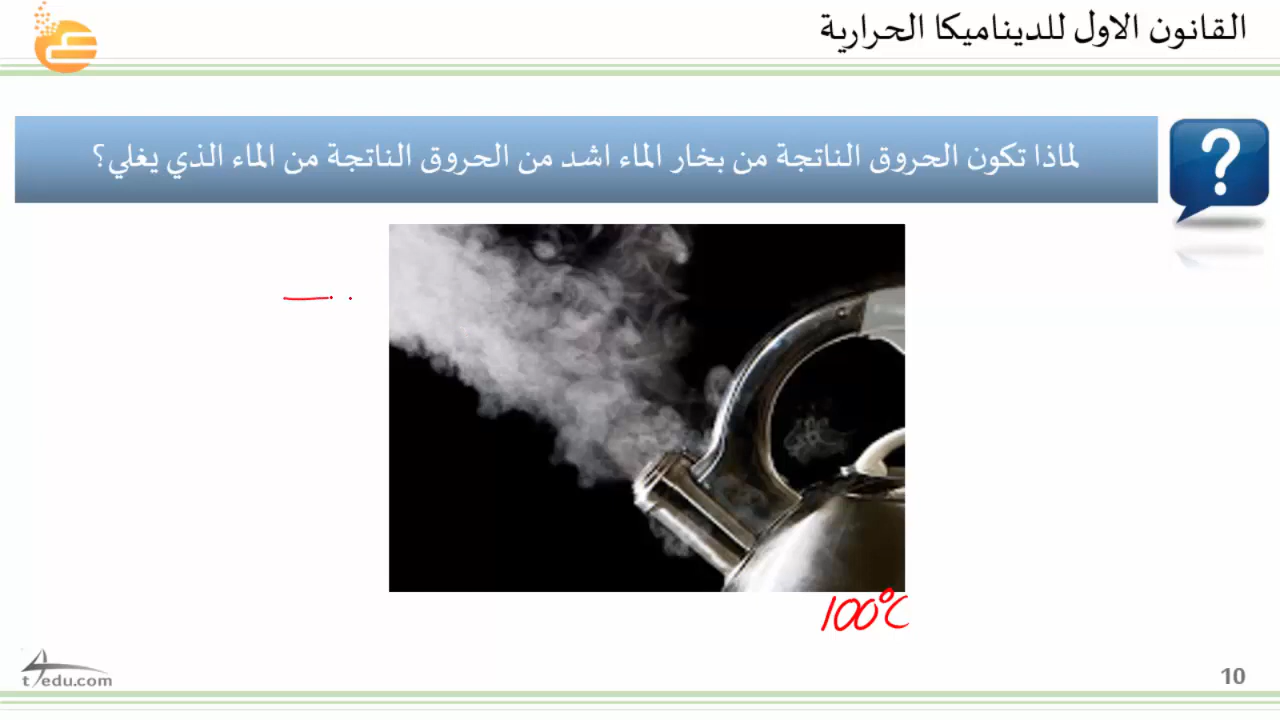 القانون الاول للديناميكا الحرارية
لماذا تكون الحروق الناتجة من بخار الماء اشد من الحروق الناتجة من الماء الذي يغلي؟
?
100°C
t4edu.com
10